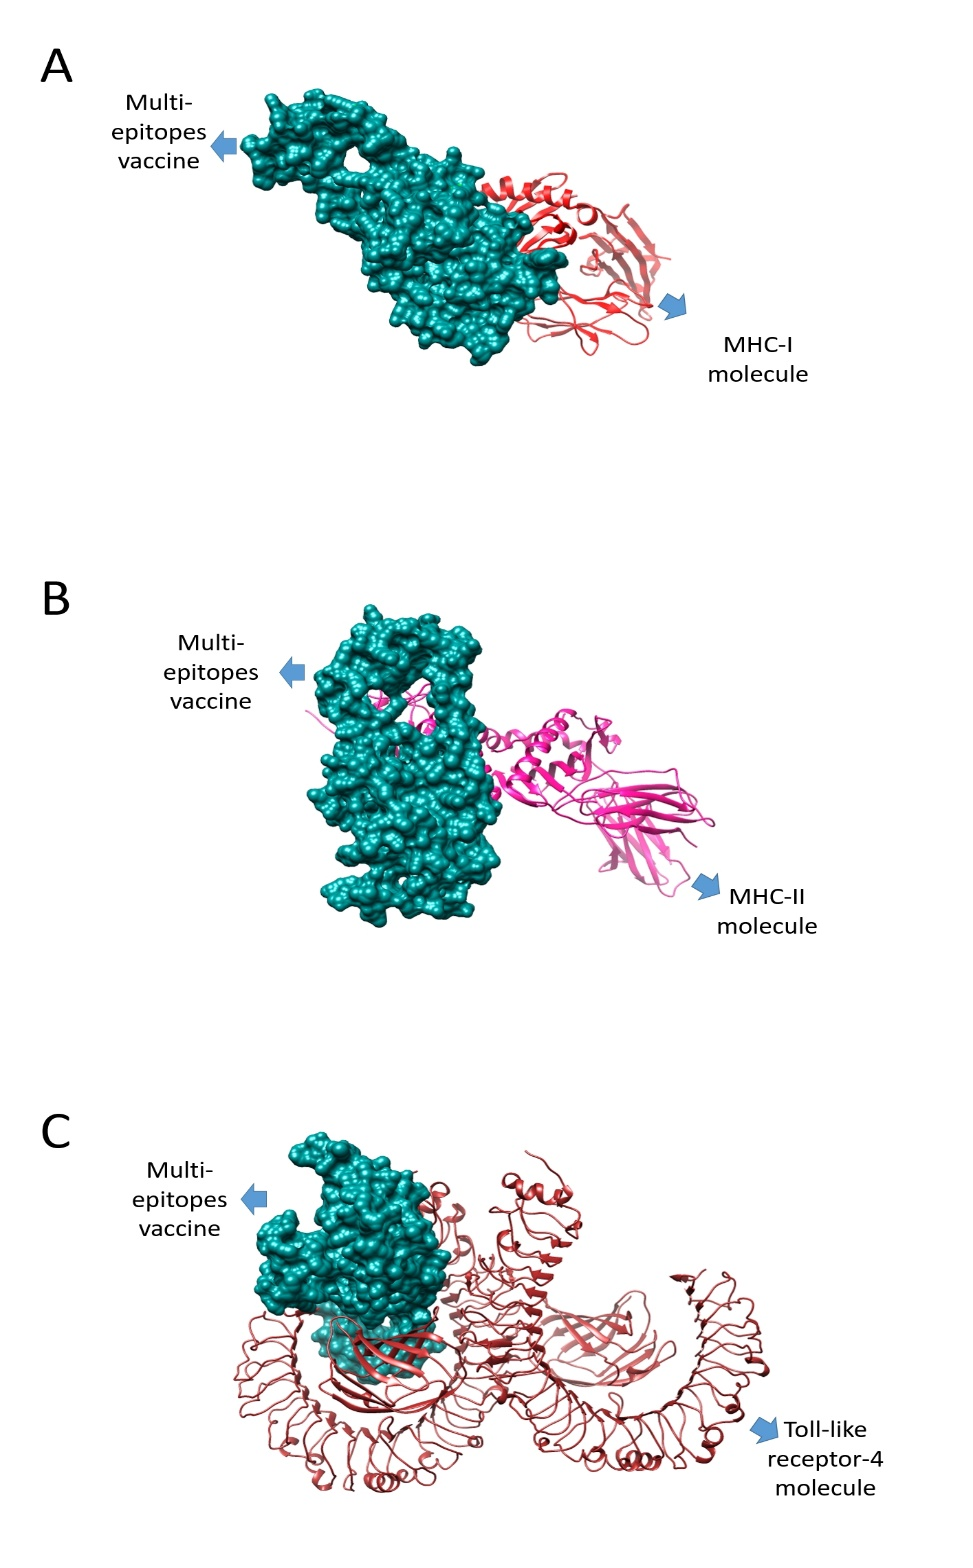 A
Multi-
epitopes
vaccine
MHC-I
molecule
B
Multi-
epitopes
vaccine
MHC-II
molecule
C
Multi-
epitopes
vaccine
Toll-like
receptor-4
molecule